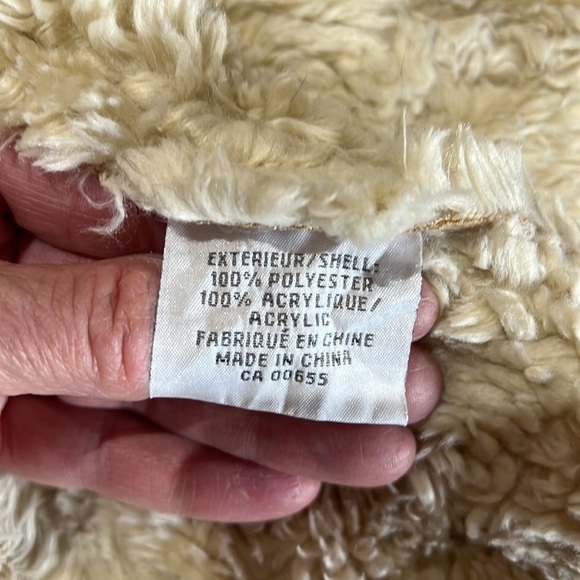 EXTERIEUR/SHELL:
100% POLYESTER
100% ACRYLIQUE/
ACRYLIC
FABRIQUÉ EN CHINE
MADE IN CHINA
CA 00655